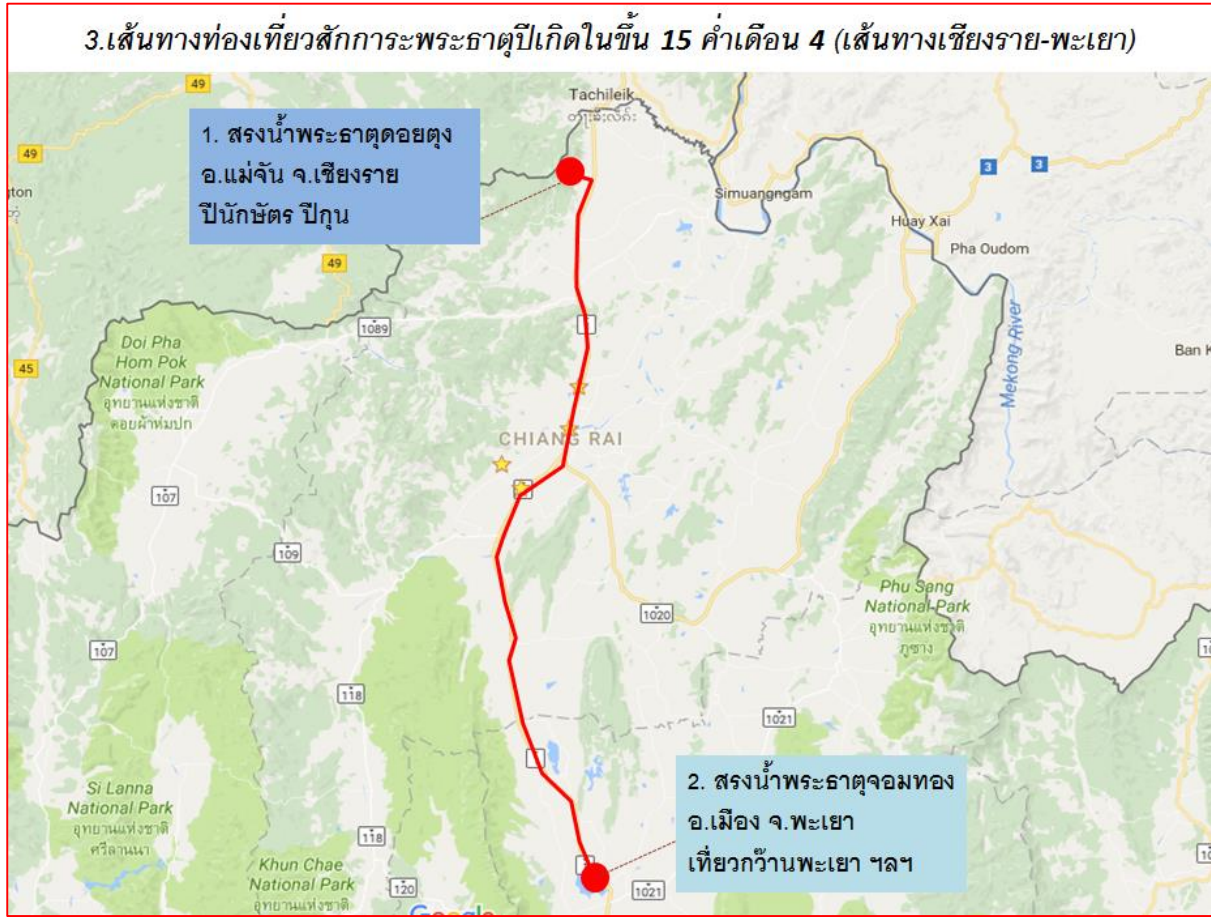 3.เส้นทางท่องเที่ยวสักการะพระธาตุปีเกิดในขึ้น 15 ค่ำเดือน 4 (เส้นทางเชียงราย-พะเยา)
Tachileik
1. สรงน้ำพระธาตุดอยตุง
อ.แม่จัน จ.เชียงราย
ปีนักษัตร ปีกุน
49
49
49
gton
3
3
Simuangngam
Huay Xai
Pha Oudom
1089
Doi Pha
Hom Pok
National Park
อุทยานแห่งชาติ
ดอยผ้าห่มปก
45
Mekong River
Ban K
CHIANG RAI
107
109
1020
Phu Sang
National Park
อุทยานแห่งชาติ
ภูซาง
107
118
1021
2. สรงน้ำพระธาตุจอมทอง
อ.เมือง จ.พะเยา
เที่ยวกว๊านพะเยา ฯลฯ
Si Lanna
National Park
อุทยานแห่งชาติ
ศรีลานนา
118
Khun Chae
National Park
อุทยานแห่งชาติ
120
1021
Google